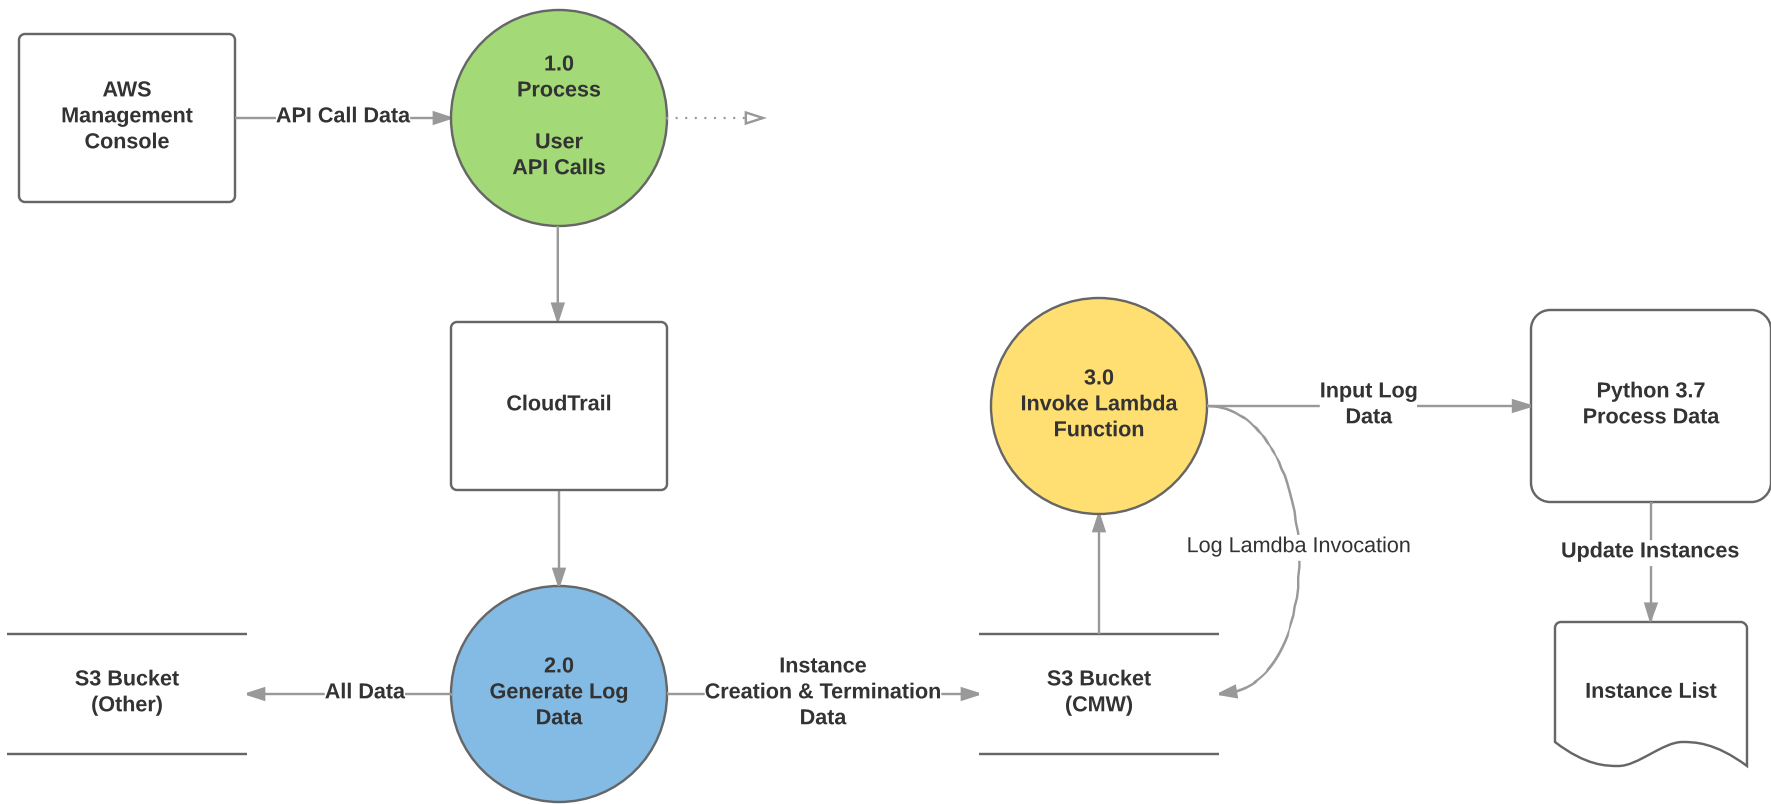 AWS
Management
Console
API Call Data
1.0
Process
User
API Calls
CloudTrail
2.0
Generate Log
Data
All Data
S3 Bucket
(Other)
Instance
Creation & Termination
Data
S3 Bucket
(CMW)
3.0
Invoke Lambda
Function
Log Lamdba Invocation
Input Log
Data
Python 3.7
Process Data
Update Instances
Instance List